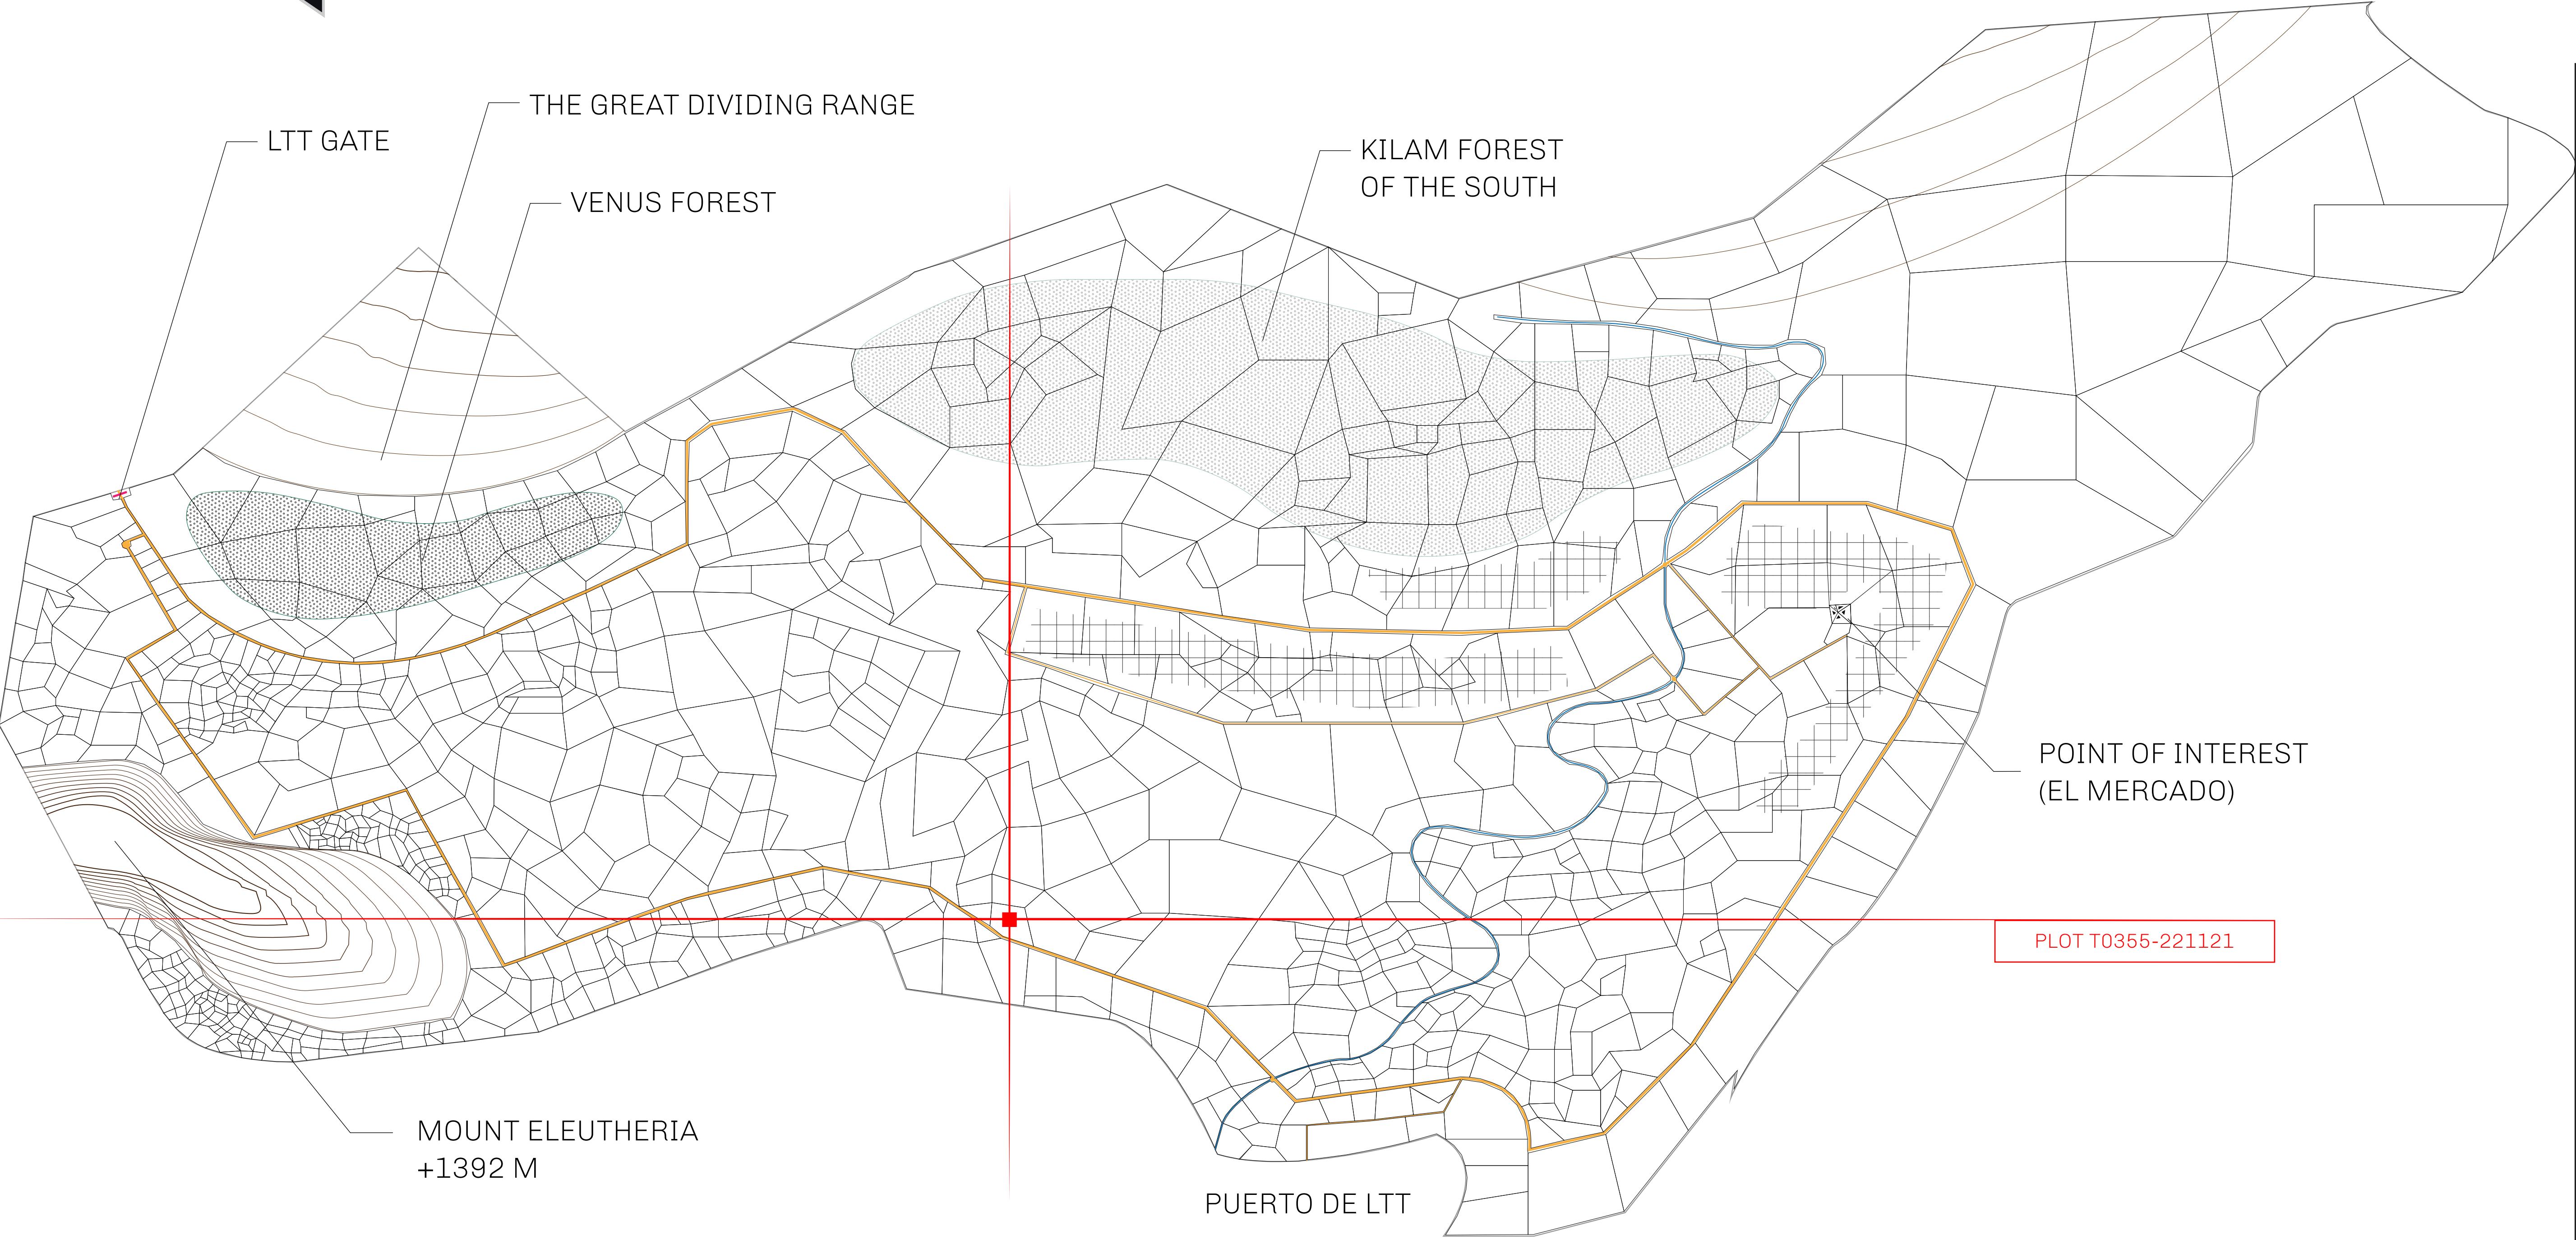 THE GREAT DIVIDING RANGE
LTT GATE
KILAM FOREST
OF THE SOUTH
VENUS FOREST
POINT OF INTEREST
(EL MERCADO)
PLOT T0355-221121
MOUNT ELEUTHERIA
+1392 M
PUERTO DE LTT